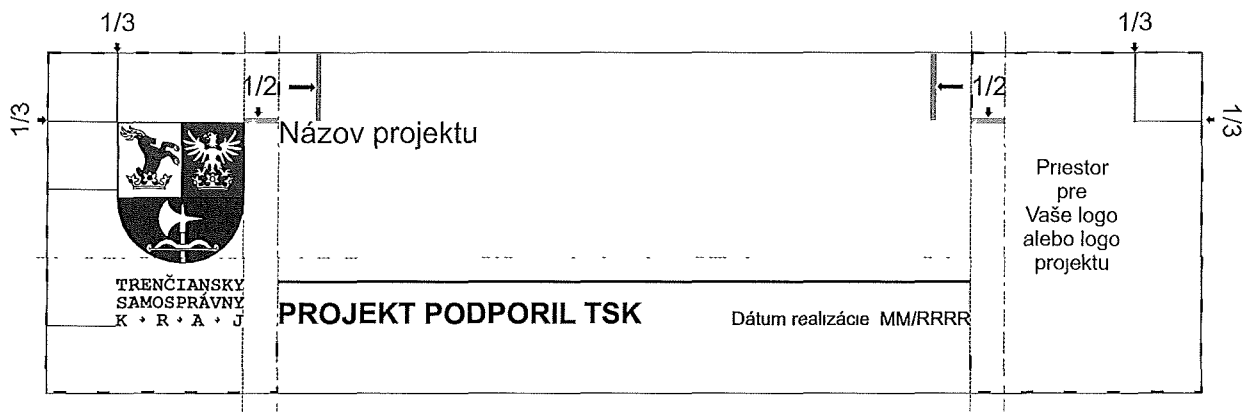 1/3
1/3
1/2
1/2
1/3
1/3
Názov projektu
Priestor
pre
Vaše logo
alebo logo
projektu
TRENČIANSKY
SAMOSPRÁVNY
K • R • A • J
PROJEKT PODPORIL TSK
Dátum realizácie MM/RRRR